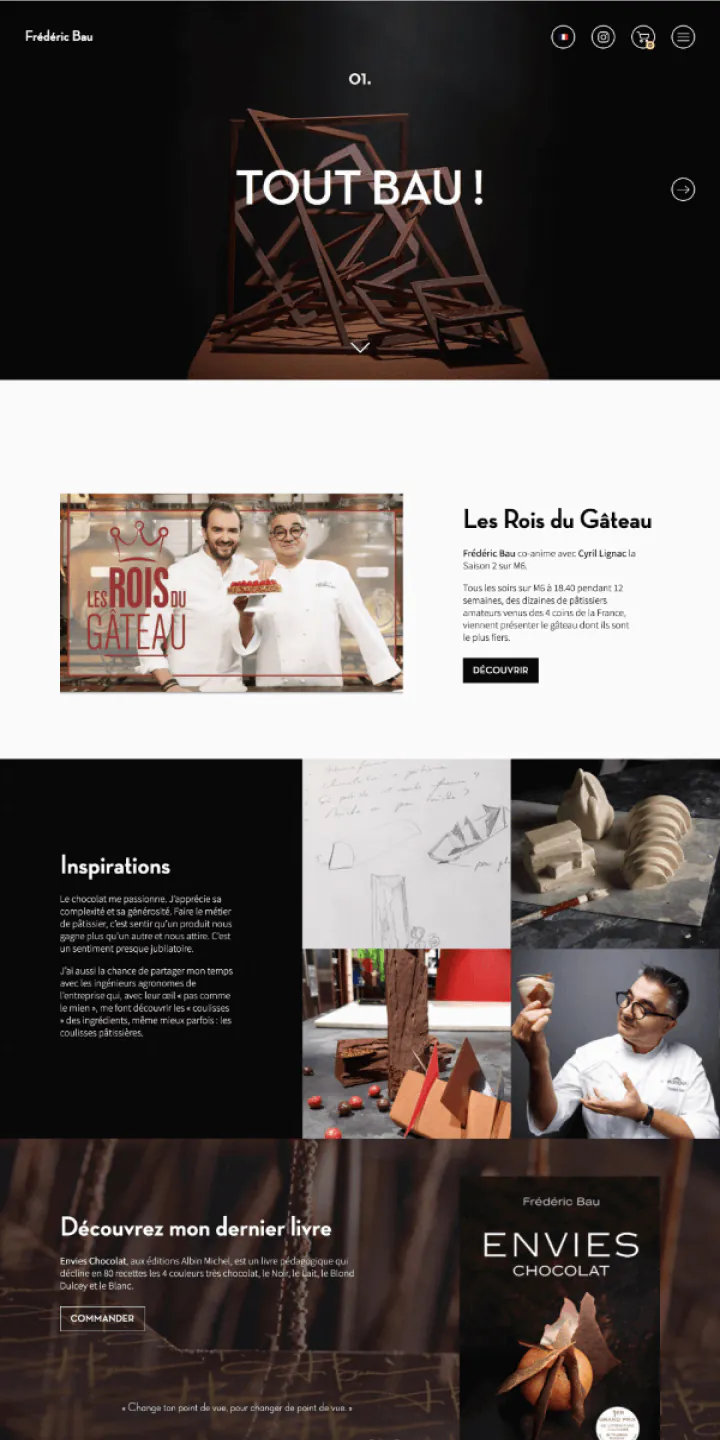 Frédéric Bau
01.
TOUT BAU !
LES ROIS DU
GÂTEAU
Les Rois du Gâteau
Frédéric Bau co-anime avec Cyril Lignac la
Saison 2 sur M6.
Tous les soirs sur M6 à 18.40 pendant 12
semaines, des dizaines de pâtissiers
amateurs venus des 4 coins de la France,
viennent présenter le gâteau dont ils sont
le plus fiers.
DÉCOUVRIR
Inspirations
Le chocolat me passionne. J'apprécie sa
complexité et sa générosité. Faire le métier
de pâtissier, c'est sentir qu'un produit nous
gagne plus qu'un autre et nous attire. C'est
un sentiment presque jubilatoire.
J'ai aussi la chance de partager mon temps
avec les ingénieurs agronomes de
l'entreprise qui, avec leur œil « pas comme
le mien », me font découvrir les « coulisses
» des ingrédients, même mieux parfois : les
coulisses pâtissières.
Découvrez mon dernier livre
Envies Chocolat, aux éditions Albin Michel, est un livre pédagogique qui
décline en 80 recettes les 4 couleurs très chocolat, le Noir, le Lait, le Blond
Dulcey et le Blanc.
COMMANDER
« Change ton point de vue, pour changer de point de vue. »
Frédéric Bau
ENVIES
CHOCOLAT
GRAND PRIX